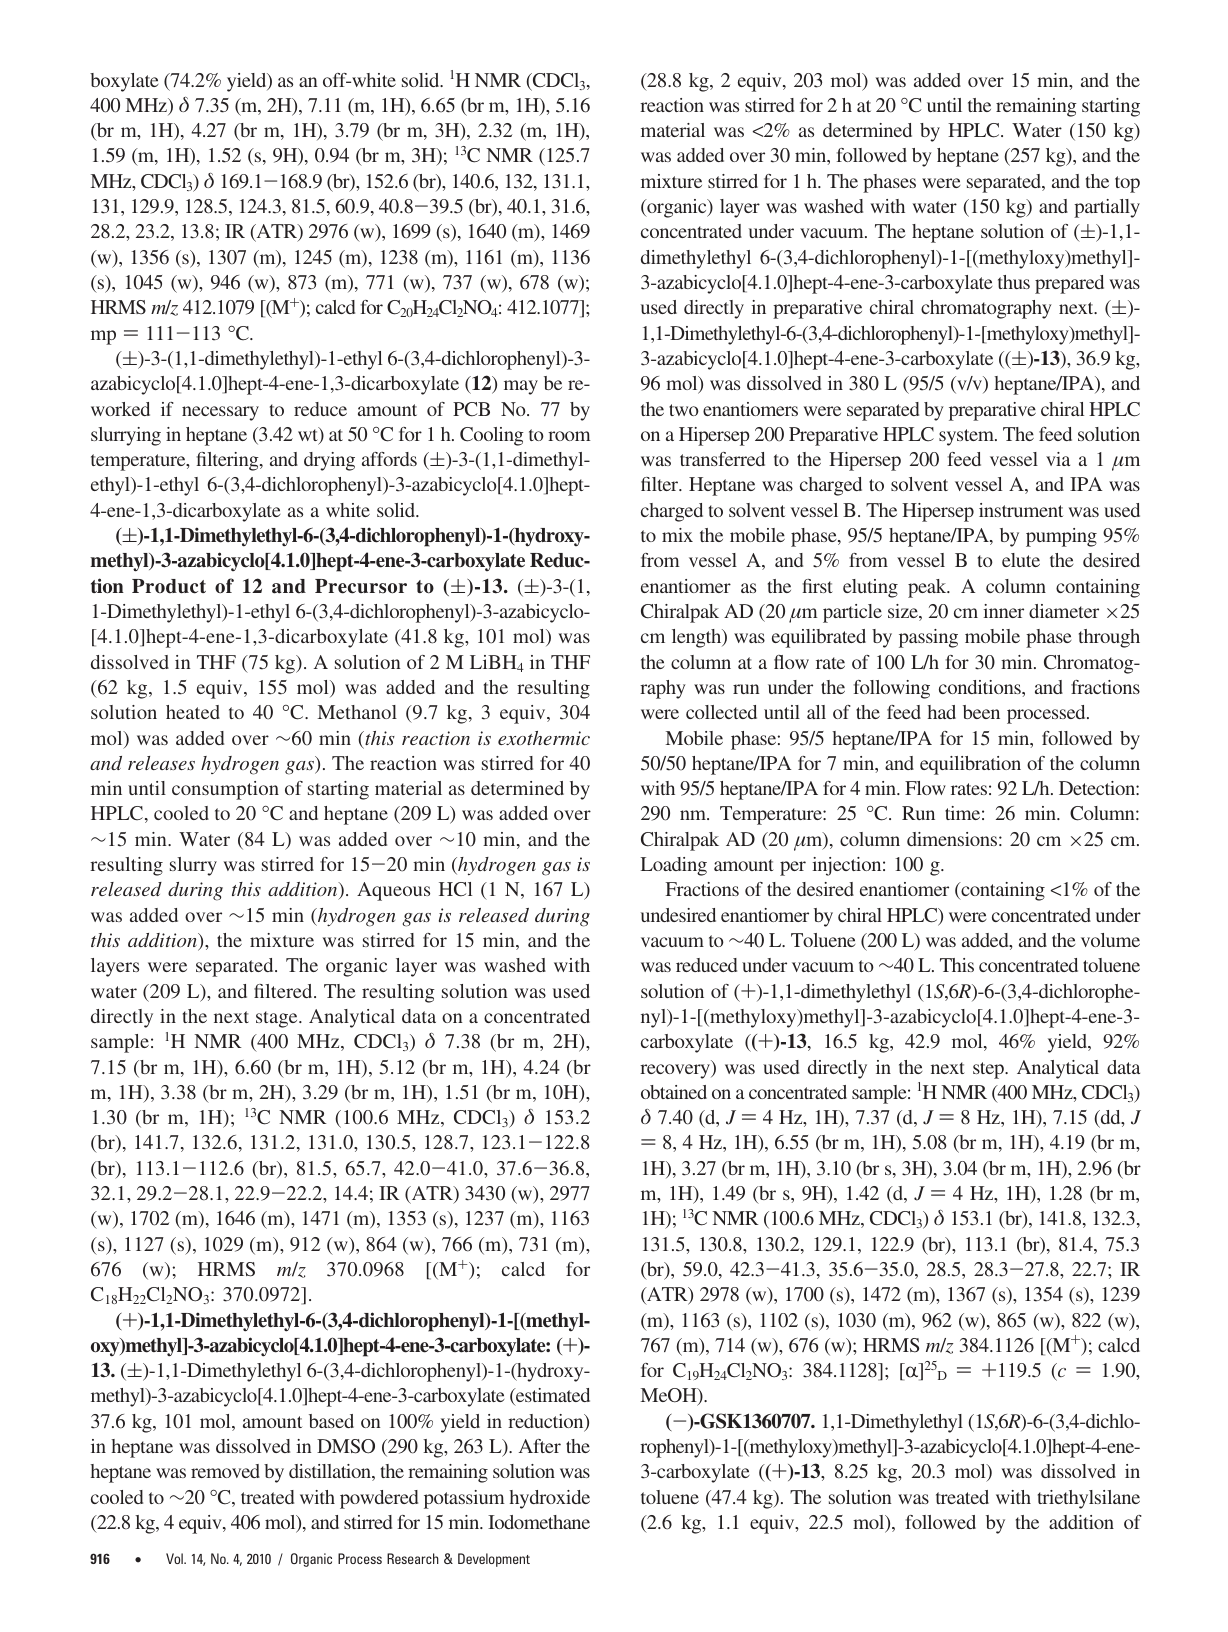 boxylate (74.2% yield) as an off-white solid. ¹H NMR (CDCl₃,
400 MHz) δ 7.35 (m, 2H), 7.11 (m, 1H), 6.65 (br m, 1H), 5.16
(br m, 1H), 4.27 (br m, 1H), 3.79 (br m, 3H), 2.32 (m, 1H),
1.59 (m, 1H), 1.52 (s, 9H), 0.94 (br m, 3H); ¹³C NMR (125.7
MHz, CDCl₃) δ 169.1−168.9 (br), 152.6 (br), 140.6, 132, 131.1,
131, 129.9, 128.5, 124.3, 81.5, 60.9, 40.8−39.5 (br), 40.1, 31.6,
28.2, 23.2, 13.8; IR (ATR) 2976 (w), 1699 (s), 1640 (m), 1469
(w), 1356 (s), 1307 (m), 1245 (m), 1238 (m), 1161 (m), 1136
(s), 1045 (w), 946 (w), 873 (m), 771 (w), 737 (w), 678 (w);
HRMS m/z 412.1079 [(M⁺); calcd for C₂₀H₂₄Cl₂NO₄: 412.1077];
mp = 111−113 °C.
(±)-3-(1,1-dimethylethyl)-1-ethyl 6-(3,4-dichlorophenyl)-3-
azabicyclo[4.1.0]hept-4-ene-1,3-dicarboxylate (12) may be re-
worked if necessary to reduce amount of PCB No. 77 by
slurrying in heptane (3.42 wt) at 50 °C for 1 h. Cooling to room
temperature, filtering, and drying affords (±)-3-(1,1-dimethyl-
ethyl)-1-ethyl 6-(3,4-dichlorophenyl)-3-azabicyclo[4.1.0]hept-
4-ene-1,3-dicarboxylate as a white solid.
(±)-1,1-Dimethylethyl-6-(3,4-dichlorophenyl)-1-(hydroxy-
methyl)-3-azabicyclo[4.1.0]hept-4-ene-3-carboxylate Reduc-
tion Product of 12 and Precursor to (±)-13. (±)-3-(1,
1-Dimethylethyl)-1-ethyl 6-(3,4-dichlorophenyl)-3-azabicyclo-
[4.1.0]hept-4-ene-1,3-dicarboxylate (41.8 kg, 101 mol) was
dissolved in THF (75 kg). A solution of 2 M LiBH₄ in THF
(62 kg, 1.5 equiv, 155 mol) was added and the resulting
solution heated to 40 °C. Methanol (9.7 kg, 3 equiv, 304
mol) was added over ∼60 min (this reaction is exothermic
and releases hydrogen gas). The reaction was stirred for 40
min until consumption of starting material as determined by
HPLC, cooled to 20 °C and heptane (209 L) was added over
∼15 min. Water (84 L) was added over ∼10 min, and the
resulting slurry was stirred for 15−20 min (hydrogen gas is
released during this addition). Aqueous HCl (1 N, 167 L)
was added over ∼15 min (hydrogen gas is released during
this addition), the mixture was stirred for 15 min, and the
layers were separated. The organic layer was washed with
water (209 L), and filtered. The resulting solution was used
directly in the next stage. Analytical data on a concentrated
sample: ¹H NMR (400 MHz, CDCl₃) δ 7.38 (br m, 2H),
7.15 (br m, 1H), 6.60 (br m, 1H), 5.12 (br m, 1H), 4.24 (br
m, 1H), 3.38 (br m, 2H), 3.29 (br m, 1H), 1.51 (br m, 10H),
1.30 (br m, 1H); ¹³C NMR (100.6 MHz, CDCl₃) δ 153.2
(br), 141.7, 132.6, 131.2, 131.0, 130.5, 128.7, 123.1−122.8
(br), 113.1−112.6 (br), 81.5, 65.7, 42.0−41.0, 37.6−36.8,
32.1, 29.2−28.1, 22.9−22.2, 14.4; IR (ATR) 3430 (w), 2977
(w), 1702 (m), 1646 (m), 1471 (m), 1353 (s), 1237 (m), 1163
(s), 1127 (s), 1029 (m), 912 (w), 864 (w), 766 (m), 731 (m),
676 (w); HRMS m/z 370.0968 [(M⁺); calcd for
C₁₈H₂₂Cl₂NO₃: 370.0972].
(+)-1,1-Dimethylethyl-6-(3,4-dichlorophenyl)-1-[(methyl-
oxy)methyl]-3-azabicyclo[4.1.0]hept-4-ene-3-carboxylate: (+)-
13. (±)-1,1-Dimethylethyl 6-(3,4-dichlorophenyl)-1-(hydroxy-
methyl)-3-azabicyclo[4.1.0]hept-4-ene-3-carboxylate (estimated
37.6 kg, 101 mol, amount based on 100% yield in reduction)
in heptane was dissolved in DMSO (290 kg, 263 L). After the
heptane was removed by distillation, the remaining solution was
cooled to ∼20 °C, treated with powdered potassium hydroxide
(22.8 kg, 4 equiv, 406 mol), and stirred for 15 min. Iodomethane
(28.8 kg, 2 equiv, 203 mol) was added over 15 min, and the
reaction was stirred for 2 h at 20 °C until the remaining starting
material was <2% as determined by HPLC. Water (150 kg)
was added over 30 min, followed by heptane (257 kg), and the
mixture stirred for 1 h. The phases were separated, and the top
(organic) layer was washed with water (150 kg) and partially
concentrated under vacuum. The heptane solution of (±)-1,1-
dimethylethyl 6-(3,4-dichlorophenyl)-1-[(methyloxy)methyl]-
3-azabicyclo[4.1.0]hept-4-ene-3-carboxylate thus prepared was
used directly in preparative chiral chromatography next. (±)-
1,1-Dimethylethyl-6-(3,4-dichlorophenyl)-1-[methyloxy)methyl]-
3-azabicyclo[4.1.0]hept-4-ene-3-carboxylate ((±)-13), 36.9 kg,
96 mol) was dissolved in 380 L (95/5 (v/v) heptane/IPA), and
the two enantiomers were separated by preparative chiral HPLC
on a Hipersep 200 Preparative HPLC system. The feed solution
was transferred to the Hipersep 200 feed vessel via a 1 μm
filter. Heptane was charged to solvent vessel A, and IPA was
charged to solvent vessel B. The Hipersep instrument was used
to mix the mobile phase, 95/5 heptane/IPA, by pumping 95%
from vessel A, and 5% from vessel B to elute the desired
enantiomer as the first eluting peak. A column containing
Chiralpak AD (20 μm particle size, 20 cm inner diameter ×25
cm length) was equilibrated by passing mobile phase through
the column at a flow rate of 100 L/h for 30 min. Chromatog-
raphy was run under the following conditions, and fractions
were collected until all of the feed had been processed.
Mobile phase: 95/5 heptane/IPA for 15 min, followed by
50/50 heptane/IPA for 7 min, and equilibration of the column
with 95/5 heptane/IPA for 4 min. Flow rates: 92 L/h. Detection:
290 nm. Temperature: 25 °C. Run time: 26 min. Column:
Chiralpak AD (20 μm), column dimensions: 20 cm ×25 cm.
Loading amount per injection: 100 g.
Fractions of the desired enantiomer (containing <1% of the
undesired enantiomer by chiral HPLC) were concentrated under
vacuum to ∼40 L. Toluene (200 L) was added, and the volume
was reduced under vacuum to ∼40 L. This concentrated toluene
solution of (+)-1,1-dimethylethyl (1S,6R)-6-(3,4-dichlorophe-
nyl)-1-[(methyloxy)methyl]-3-azabicyclo[4.1.0]hept-4-ene-3-
carboxylate ((+)-13, 16.5 kg, 42.9 mol, 46% yield, 92%
recovery) was used directly in the next step. Analytical data
obtained on a concentrated sample: ¹H NMR (400 MHz, CDCl₃)
δ 7.40 (d, J = 4 Hz, 1H), 7.37 (d, J = 8 Hz, 1H), 7.15 (dd, J
= 8, 4 Hz, 1H), 6.55 (br m, 1H), 5.08 (br m, 1H), 4.19 (br m,
1H), 3.27 (br m, 1H), 3.10 (br s, 3H), 3.04 (br m, 1H), 2.96 (br
m, 1H), 1.49 (br s, 9H), 1.42 (d, J = 4 Hz, 1H), 1.28 (br m,
1H); ¹³C NMR (100.6 MHz, CDCl₃) δ 153.1 (br), 141.8, 132.3,
131.5, 130.8, 130.2, 129.1, 122.9 (br), 113.1 (br), 81.4, 75.3
(br), 59.0, 42.3−41.3, 35.6−35.0, 28.5, 28.3−27.8, 22.7; IR
(ATR) 2978 (w), 1700 (s), 1472 (m), 1367 (s), 1354 (s), 1239
(m), 1163 (s), 1102 (s), 1030 (m), 962 (w), 865 (w), 822 (w),
767 (m), 714 (w), 676 (w); HRMS m/z 384.1126 [(M⁺); calcd
for C₁₉H₂₄Cl₂NO₃: 384.1128]; [α]²⁵D = +119.5 (c = 1.90,
MeOH).
(−)-GSK1360707. 1,1-Dimethylethyl (1S,6R)-6-(3,4-dichlo-
rophenyl)-1-[(methyloxy)methyl]-3-azabicyclo[4.1.0]hept-4-ene-
3-carboxylate ((+)-13, 8.25 kg, 20.3 mol) was dissolved in
toluene (47.4 kg). The solution was treated with triethylsilane
(2.6 kg, 1.1 equiv, 22.5 mol), followed by the addition of
916 • Vol. 14, No. 4, 2010 / Organic Process Research & Development